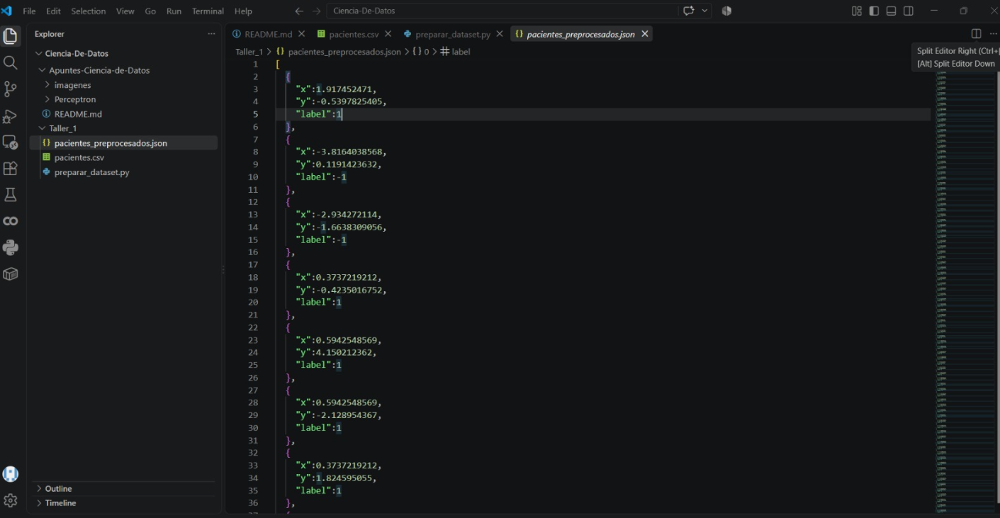 File Edit Selection View Go Run Terminal Help
Ciencia-De-Datos
Explorer
Ciencia-De-Datos
Apuntes-Ciencia-de-Datos
imagenes
Perceptron
README.md
Taller_1
{} pacientes_preprocesados.json
pacientes.csv
preparar_dataset.py
Outline
Timeline
README.md pacientes.csv preparar_dataset.py {} pacientes_preprocesados.json
Taller_1 > {} pacientes_preprocesados.json > {} 0 > # label
Split Editor Right (Ctrl+
[Alt] Split Editor Down
1 [
2 {
3 "x":1.917452471,
4 "y":-0.5397825405,
5 "label":1
6 },
7 {
8 "x":-3.8164038568,
9 "y":0.1191423632,
10 "label":-1
11 },
12 {
13 "x":-2.934272114,
14 "y":-1.6638309056,
15 "label":-1
16 },
17 {
18 "x":0.3737219212,
19 "y":-0.4235016752,
20 "label":1
21 },
22 {
23 "x":0.5942548569,
24 "y":4.150212362,
25 "label":1
26 },
27 {
28 "x":0.5942548569,
29 "y":-2.128954367,
30 "label":1
31 },
32 {
33 "x":0.3737219212,
34 "y":1.824595055,
35 "label":1
36 },